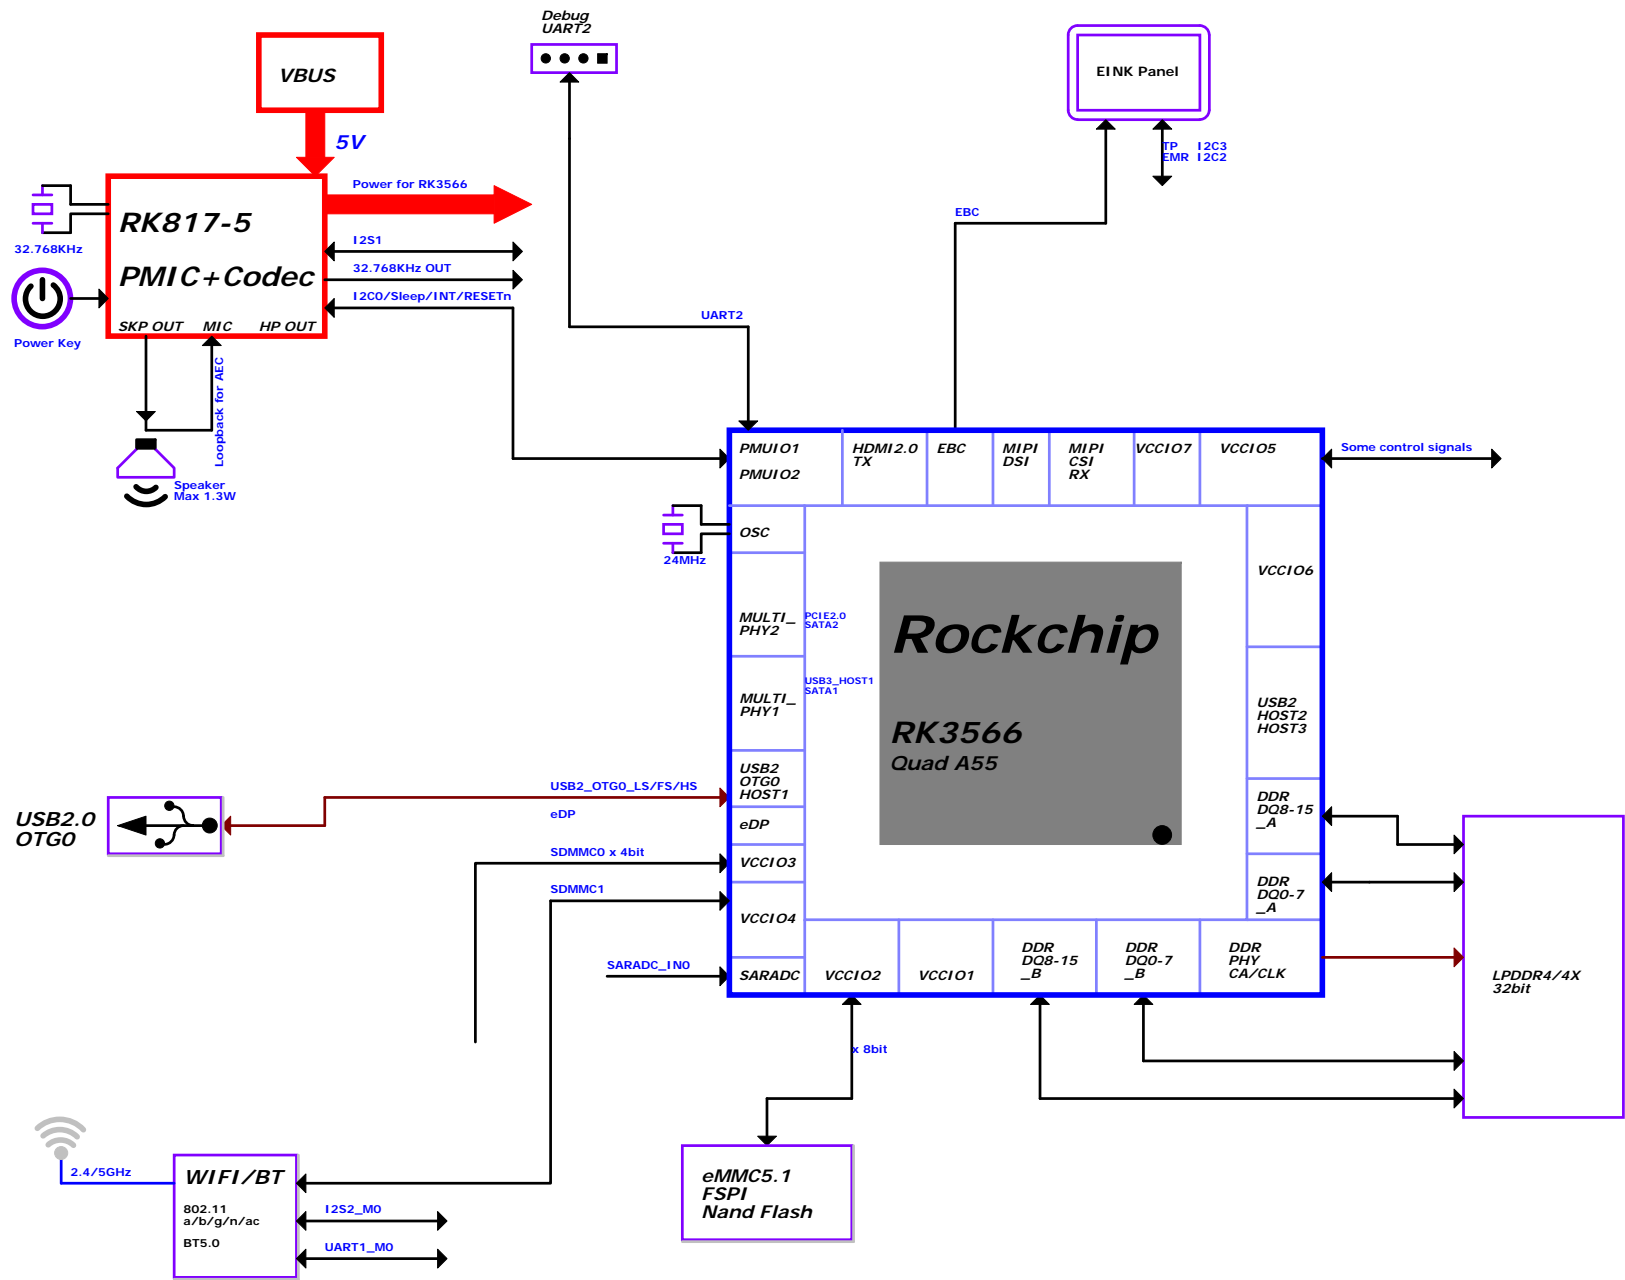 Debug
UART2
VBUS
EINK Panel
5V
TP I2C3
EMR I2C2
Power for RK3566
RK817-5
PMIC+Codec
I2S1
32.768KHz OUT
I2C0/Sleep/INT/RESETn
32.768KHz
SKP OUT
MIC
HP OUT
Power Key
EBC
UART2
Loopback for AEC
Speaker
Max 1.3W
PMUIO1
PMUIO2
HDMI2.0
TX
EBC
MIPI
DSI
MIPI
CSI
RX
VCCIO7
VCCIO5
Some control signals
OSC
24MHz
VCCIO6
MULTI_
PHY2
PCIE2.0
SATA2
Rockchip
RK3566
Quad A55
MULTI_
PHY1
USB3_HOST1
SATA1
USB2
HOST2
HOST3
USB2
OTG0
HOST1
USB2_OTG0_LS/FS/HS
USB2.0
OTG0
eDP
eDP
DDR
DQ8-15
_A
SDMMC0 x 4bit
VCCIO3
DDR
DQ0-7
_A
SDMMC1
VCCIO4
SARADC_IN0
SARADC
VCCIO2
VCCIO1
DDR
DQ8-15
_B
DDR
DQ0-7
_B
DDR
PHY
CA/CLK
LPDDR4/4X
32bit
x 8bit
2.4/5GHz
WIFI/BT
802.11
a/b/g/n/ac
BT5.0
I2S2_M0
UART1_M0
eMMC5.1
FSPI
Nand Flash